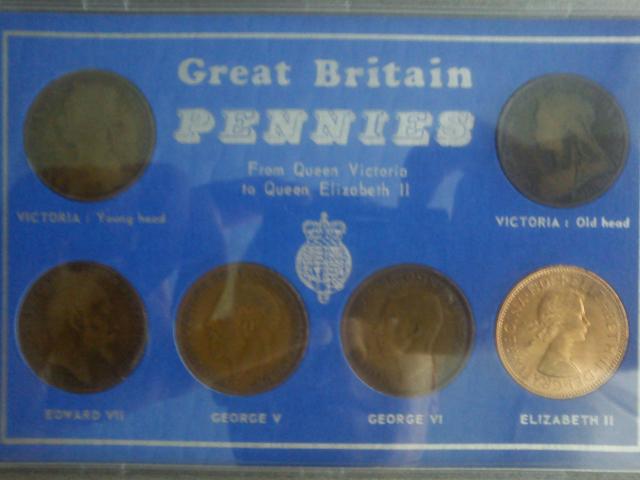 Great Britain
PENNIES
From Queen Victoria
to Queen Elizabeth II
VICTORIA : Young head
VICTORIA : Old head
EDWARD VII
GEORGE V
GEORGE VI
ELIZABETH II